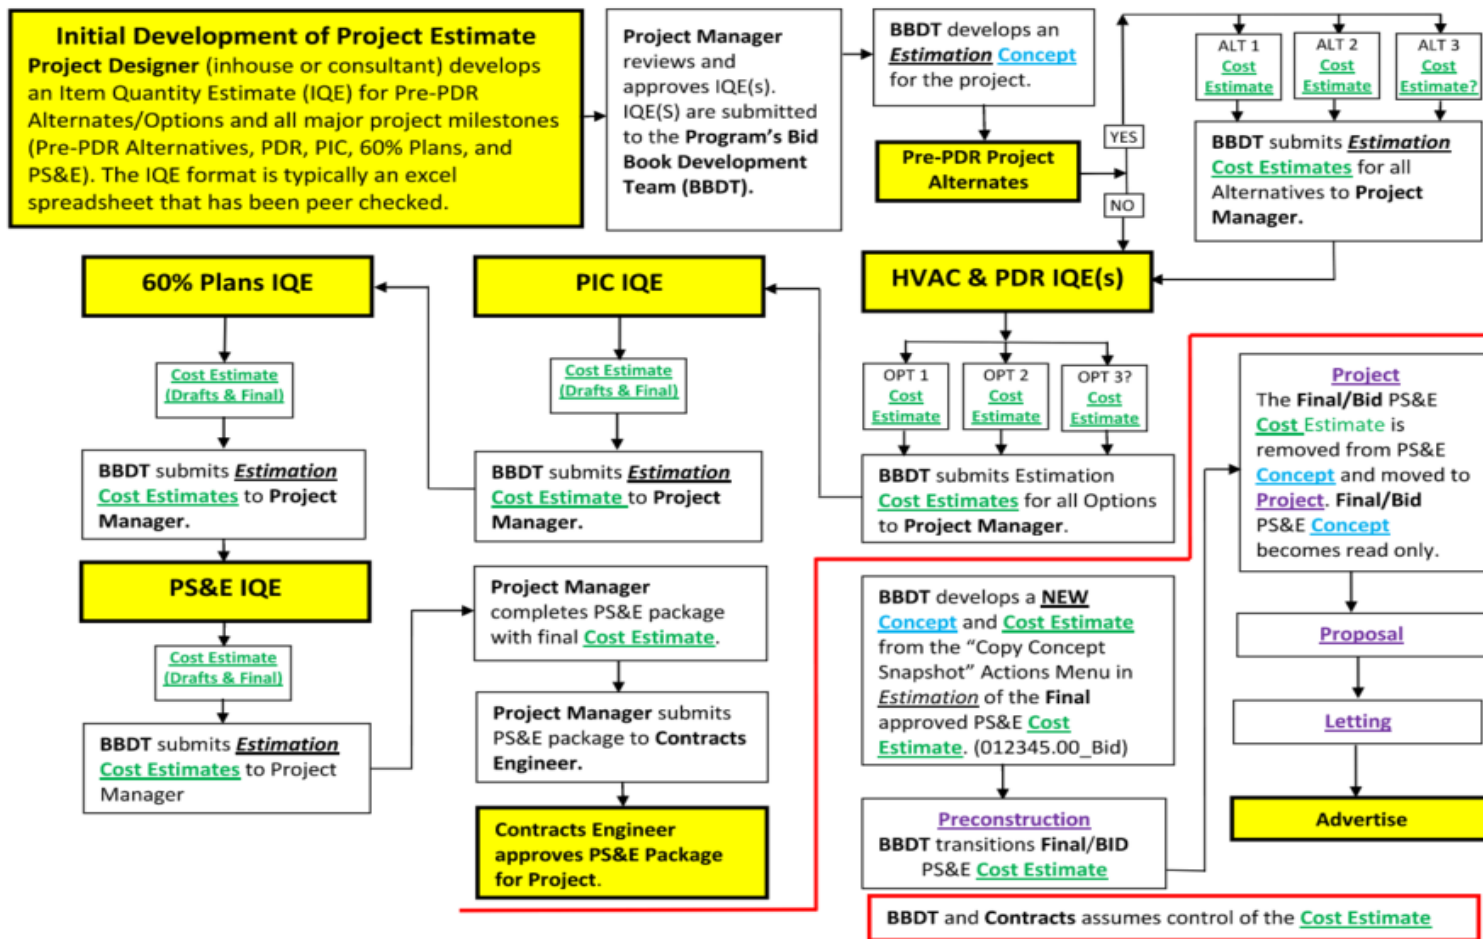 Initial Development of Project Estimate
Project Designer (inhouse or consultant) develops
an Item Quantity Estimate (IQE) for Pre-PDR
Alternates/Options and all major project milestones
(Pre-PDR Alternatives, PDR, PIC, 60% Plans, and
PS&E). The IQE format is typically an excel
spreadsheet that has been peer checked.
Project Manager
reviews and
approves IQE(s).
IQE(S) are submitted
to the Program's Bid
Book Development
Team (BBDT).
BBDT develops an
Estimation Concept
for the project.
Pre-PDR Project
Alternates
YES
NO
ALT 1
Cost
Estimate
ALT 2
Cost
Estimate
ALT 3
Cost
Estimate?
BBDT submits Estimation
Cost Estimates for all
Alternatives to Project
Manager.
HVAC & PDR IQE(s)
OPT 1
Cost
Estimate
OPT 2
Cost
Estimate
OPT 3?
Cost
Estimate
BBDT submits Estimation
Cost Estimates for all Options
to Project Manager.
PIC IQE
Cost Estimate
(Drafts & Final)
BBDT submits Estimation
Cost Estimate to Project
Manager.
60% Plans IQE
Cost Estimate
(Drafts & Final)
BBDT submits Estimation
Cost Estimates to Project
Manager.
PS&E IQE
Cost Estimate
(Drafts & Final)
BBDT submits Estimation
Cost Estimates to Project
Manager
Project Manager
completes PS&E package
with final Cost Estimate.
Project Manager submits
PS&E package to Contracts
Engineer.
Contracts Engineer
approves PS&E Package
for Project.
BBDT develops a NEW
Concept and Cost Estimate
from the "Copy Concept
Snapshot" Actions Menu in
Estimation of the Final
approved PS&E Cost
Estimate. (012345.00_Bid)
Preconstruction
BBDT transitions Final/BID
PS&E Cost Estimate
Project
The Final/Bid PS&E
Cost Estimate is
removed from PS&E
Concept and moved to
Project. Final/Bid
PS&E Concept
becomes read only.
Proposal
Letting
Advertise
BBDT and Contracts assumes control of the Cost Estimate